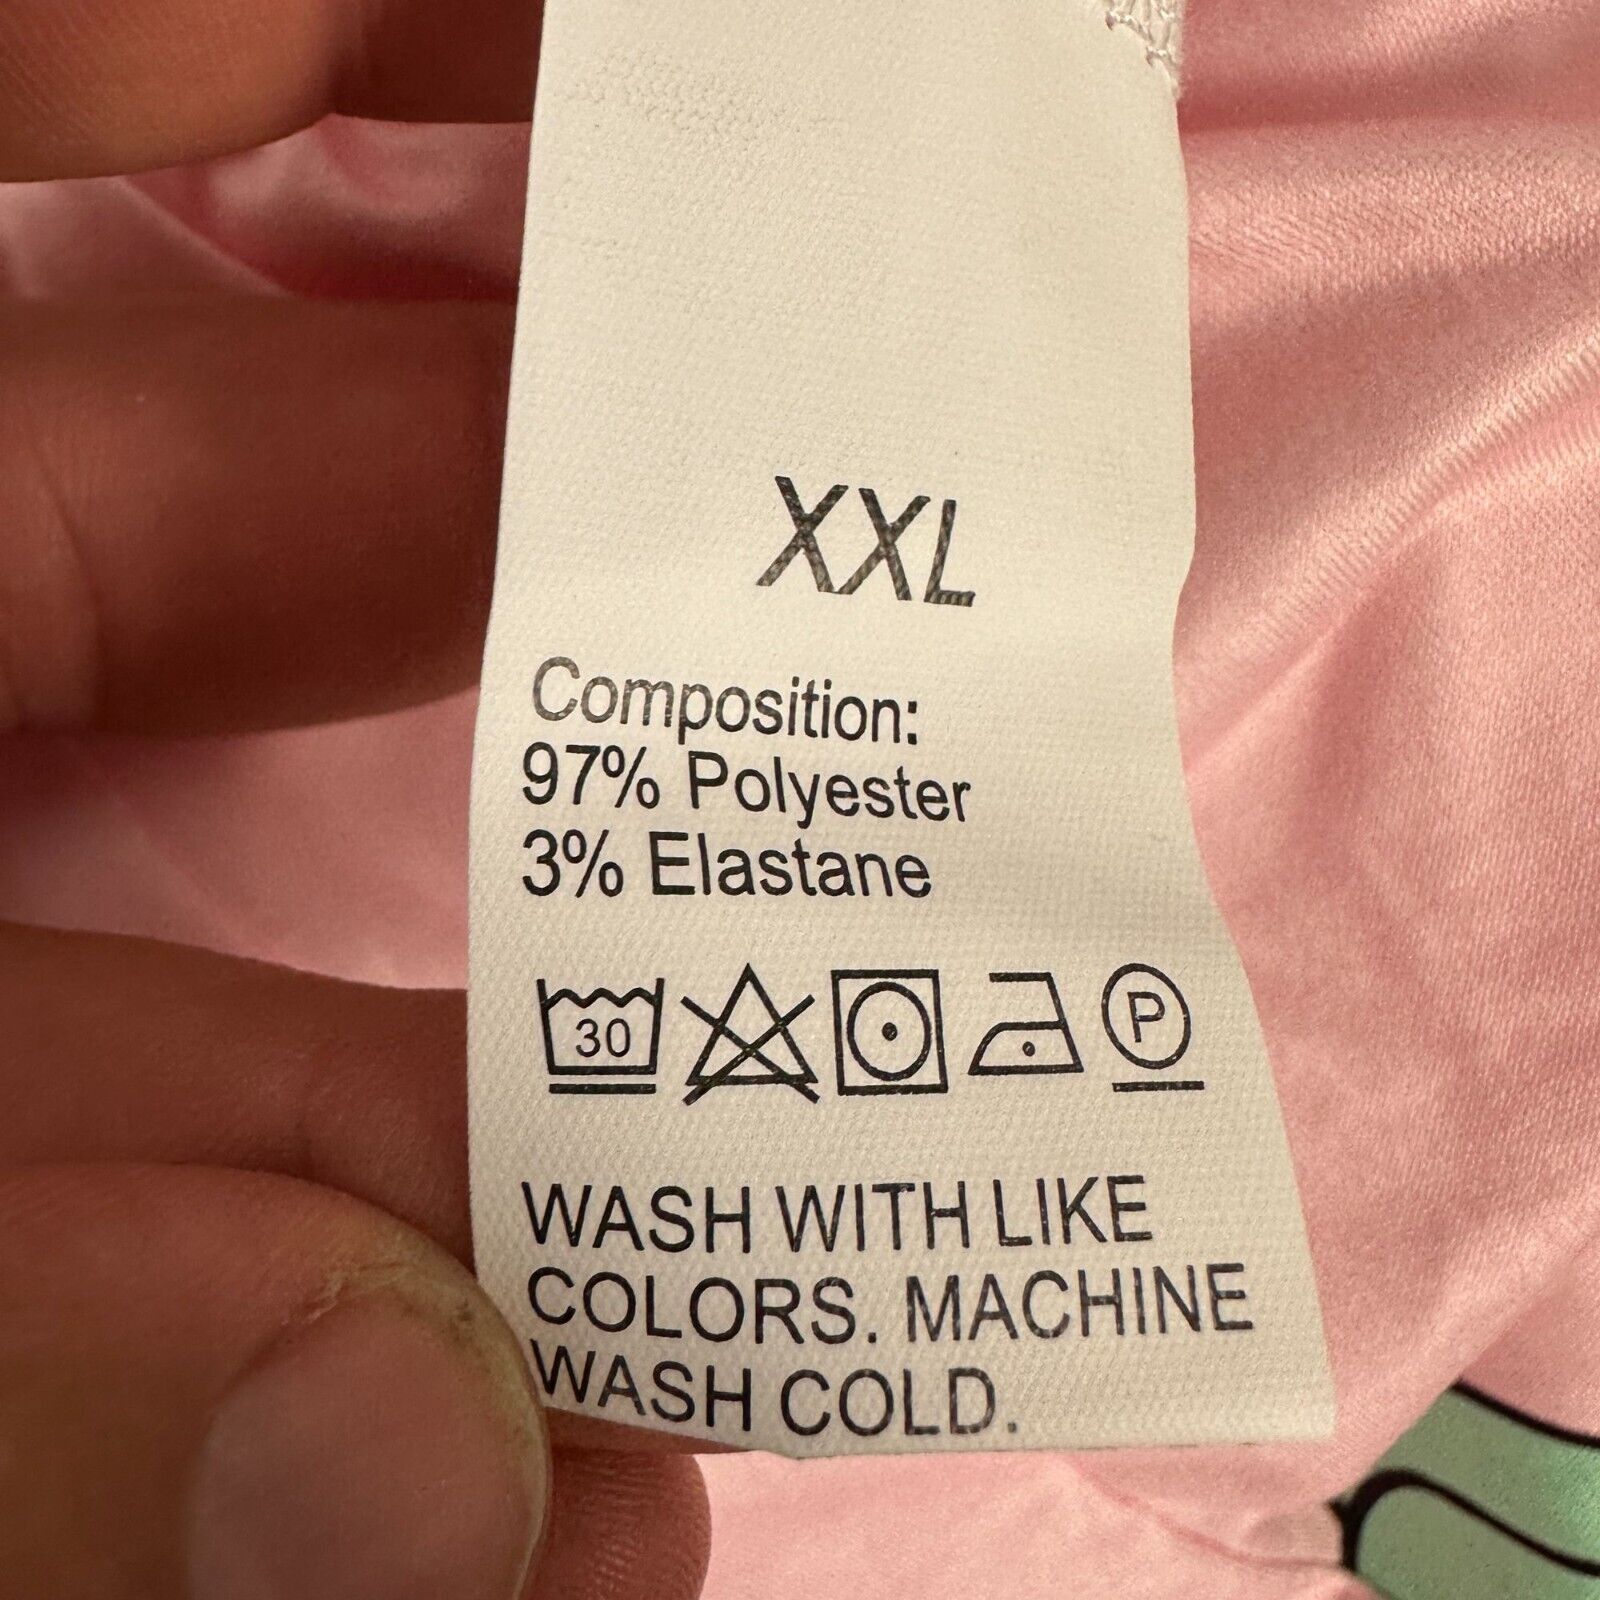 XXL
Composition:
97% Polyester
3% Elastane
30
P
WASH WITH LIKE
COLORS. MACHINE
WASH COLD.